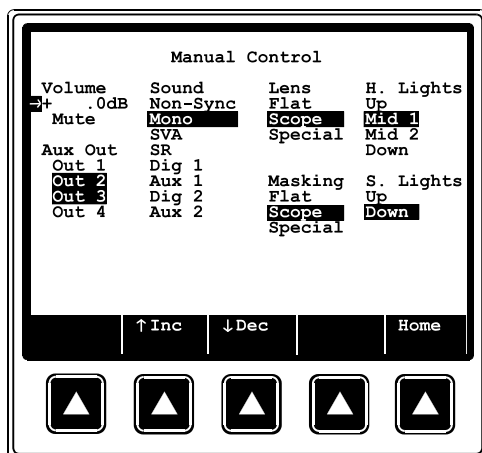 Manual Control
Volume Sound Lens H. Lights
→+ .0dB Non-Sync Flat Up
Mute Mono Scope Mid 1
SVA Special Mid 2
Aux Out SR Down
Out 1 Dig 1
Out 2 Aux 1 Masking S. Lights
Out 3 Dig 2 Flat Up
Out 4 Aux 2 Scope Down
Special
↑Inc ↓Dec Home